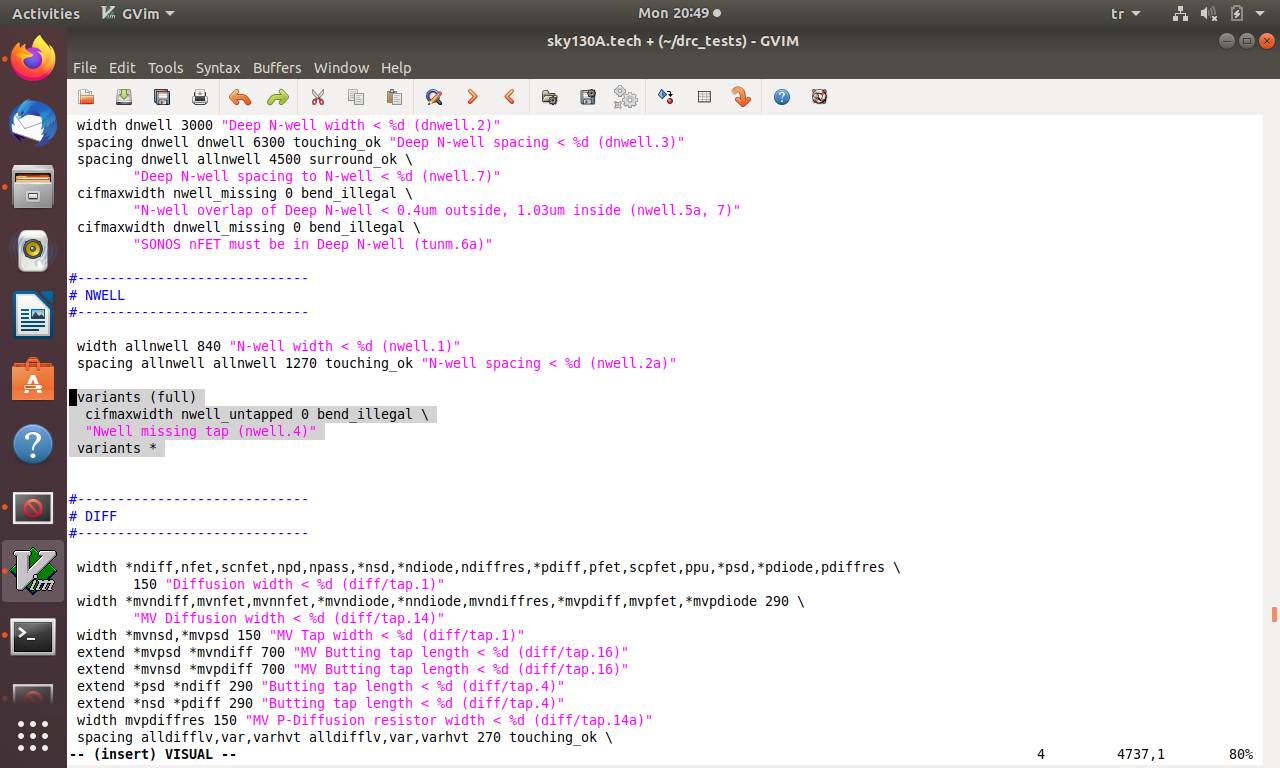 Activities GVim Mon 20:49 tr
sky130A.tech + (~/drc_tests) - GVIM
File Edit Tools Syntax Buffers Window Help
width dnwell 3000 "Deep N-well width < %d (dnwell.2)"
spacing dnwell dnwell 6300 touching_ok "Deep N-well spacing < %d (dnwell.3)"
spacing dnwell allnwell 4500 surround_ok \
"Deep N-well spacing to N-well < %d (nwell.7)"
cifmaxwidth nwell_missing 0 bend_illegal \
"N-well overlap of Deep N-well < 0.4um outside, 1.03um inside (nwell.5a, 7)"
cifmaxwidth dnwell_missing 0 bend_illegal \
"SONOS nFET must be in Deep N-well (tunm.6a)"
#-----------------------------
# NWELL
#-----------------------------
width allnwell 840 "N-well width < %d (nwell.1)"
spacing allnwell allnwell 1270 touching_ok "N-well spacing < %d (nwell.2a)"
variants (full)
cifmaxwidth nwell_untapped 0 bend_illegal \
"Nwell missing tap (nwell.4)"
variants *
#-----------------------------
# DIFF
#-----------------------------
width *ndiff,nfet,scnfet,npd,npass,*nsd,*ndiode,ndiffres,*pdiff,pfet,scpfet,ppu,*psd,*pdiode,pdiffres \
150 "Diffusion width < %d (diff/tap.1)"
width *mvndiff,mvnfet,mvnnfet,*mvndiode,*nndiode,mvndiffres,*mvpdiff,mvpfet,*mvpdiode 290 \
"MV Diffusion width < %d (diff/tap.14)"
width *mvnsd,*mvpsd 150 "MV Tap width < %d (diff/tap.1)"
extend *mvpsd *mvndiff 700 "MV Butting tap length < %d (diff/tap.16)"
extend *mvnsd *mvpdiff 700 "MV Butting tap length < %d (diff/tap.16)"
extend *psd *ndiff 290 "Butting tap length < %d (diff/tap.4)"
extend *nsd *pdiff 290 "Butting tap length < %d (diff/tap.4)"
width mvpdiffres 150 "MV P-Diffusion resistor width < %d (diff/tap.14a)"
spacing alldifflv,var,varhvt alldifflv,var,varhvt 270 touching_ok \
-- (insert) VISUAL -- 4 4737,1 80%